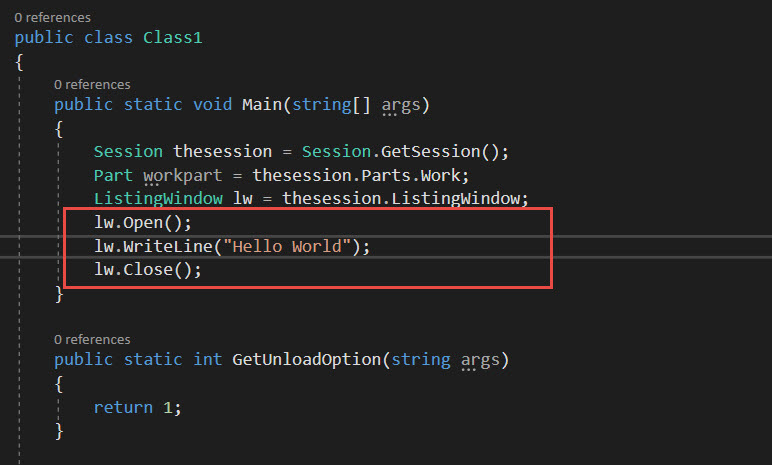 0 references
public class Class1
{
0 references
public static void Main(string[] args)
{
Session thesession = Session.GetSession();
Part workpart = thesession.Parts.Work;
ListingWindow lw = thesession.ListingWindow;
lw.Open();
lw.WriteLine("Hello World");
lw.Close();
}
0 references
public static int GetUnloadOption(string args)
{
return 1;
}